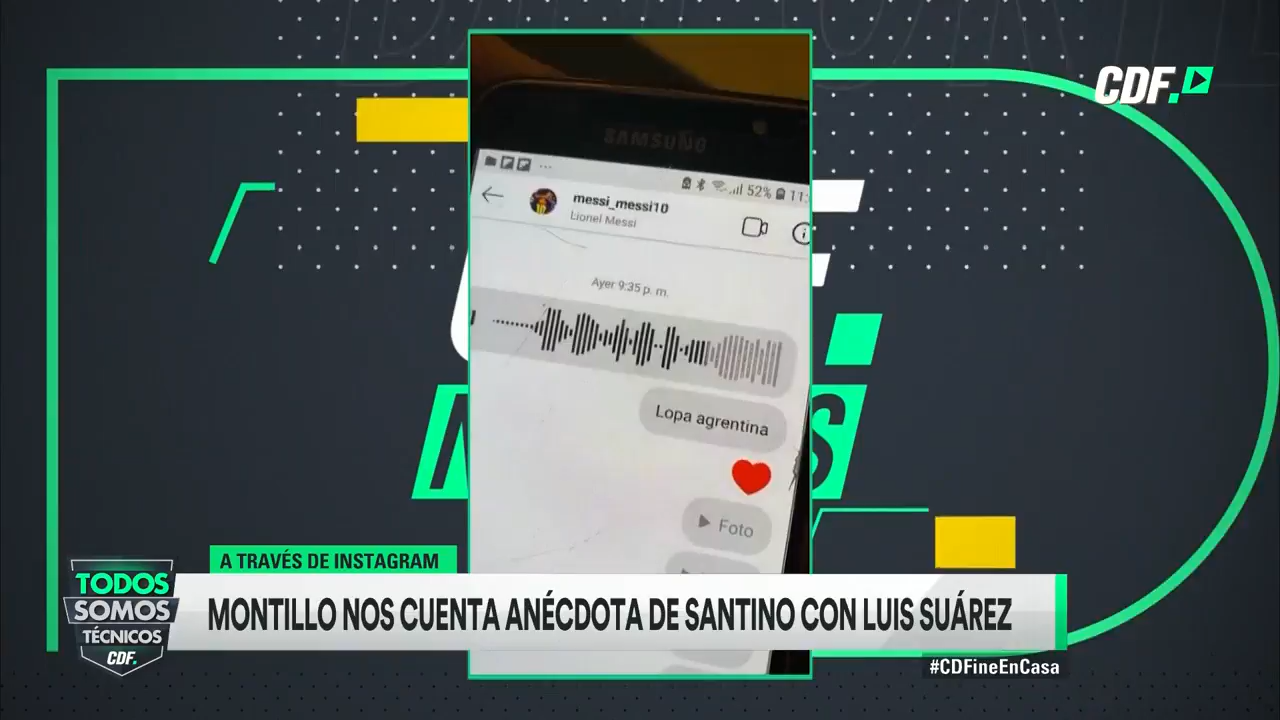 CDF.
SAMSUNG
52% 11:
messi_messi10
Lionel Messi
Ayer 9:35 p. m.
Lopa agrentina
Foto
A TRAVÉS DE INSTAGRAM
MONTILLO NOS CUENTA ANÉCDOTA DE SANTINO CON LUIS SUÁREZ
TODOS
SOMOS
TÉCNICOS
CDF.
#CDFineEnCasa